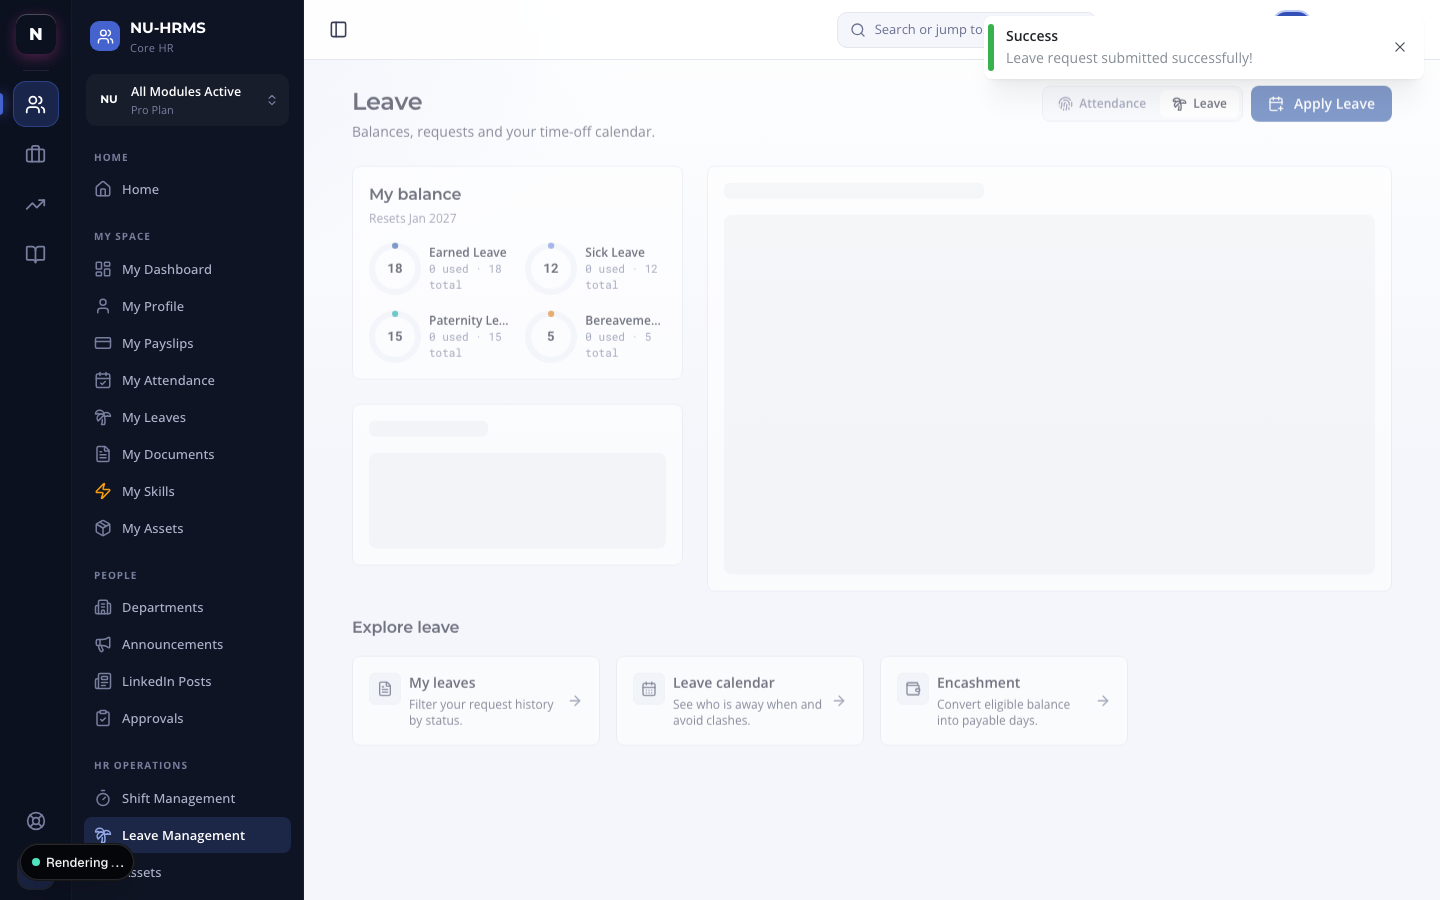 N
NU-HRMS
Core HR
NU
All Modules Active
Pro Plan
HOME
Home
MY SPACE
My Dashboard
My Profile
My Payslips
My Attendance
My Leaves
My Documents
My Skills
My Assets
PEOPLE
Departments
Announcements
LinkedIn Posts
Approvals
HR OPERATIONS
Shift Management
Leave Management
Rendering ...
Search or jump to
Success
Leave request submitted successfully!
Leave
Balances, requests and your time-off calendar.
Attendance
Leave
Apply Leave
My balance
Resets Jan 2027
18
Earned Leave
0 used · 18
total
12
Sick Leave
0 used · 12
total
15
Paternity Le...
0 used · 15
total
5
Bereaveme...
0 used · 5
total
Explore leave
My leaves
Filter your request history
by status.
Leave calendar
See who is away when and
avoid clashes.
Encashment
Convert eligible balance
into payable days.